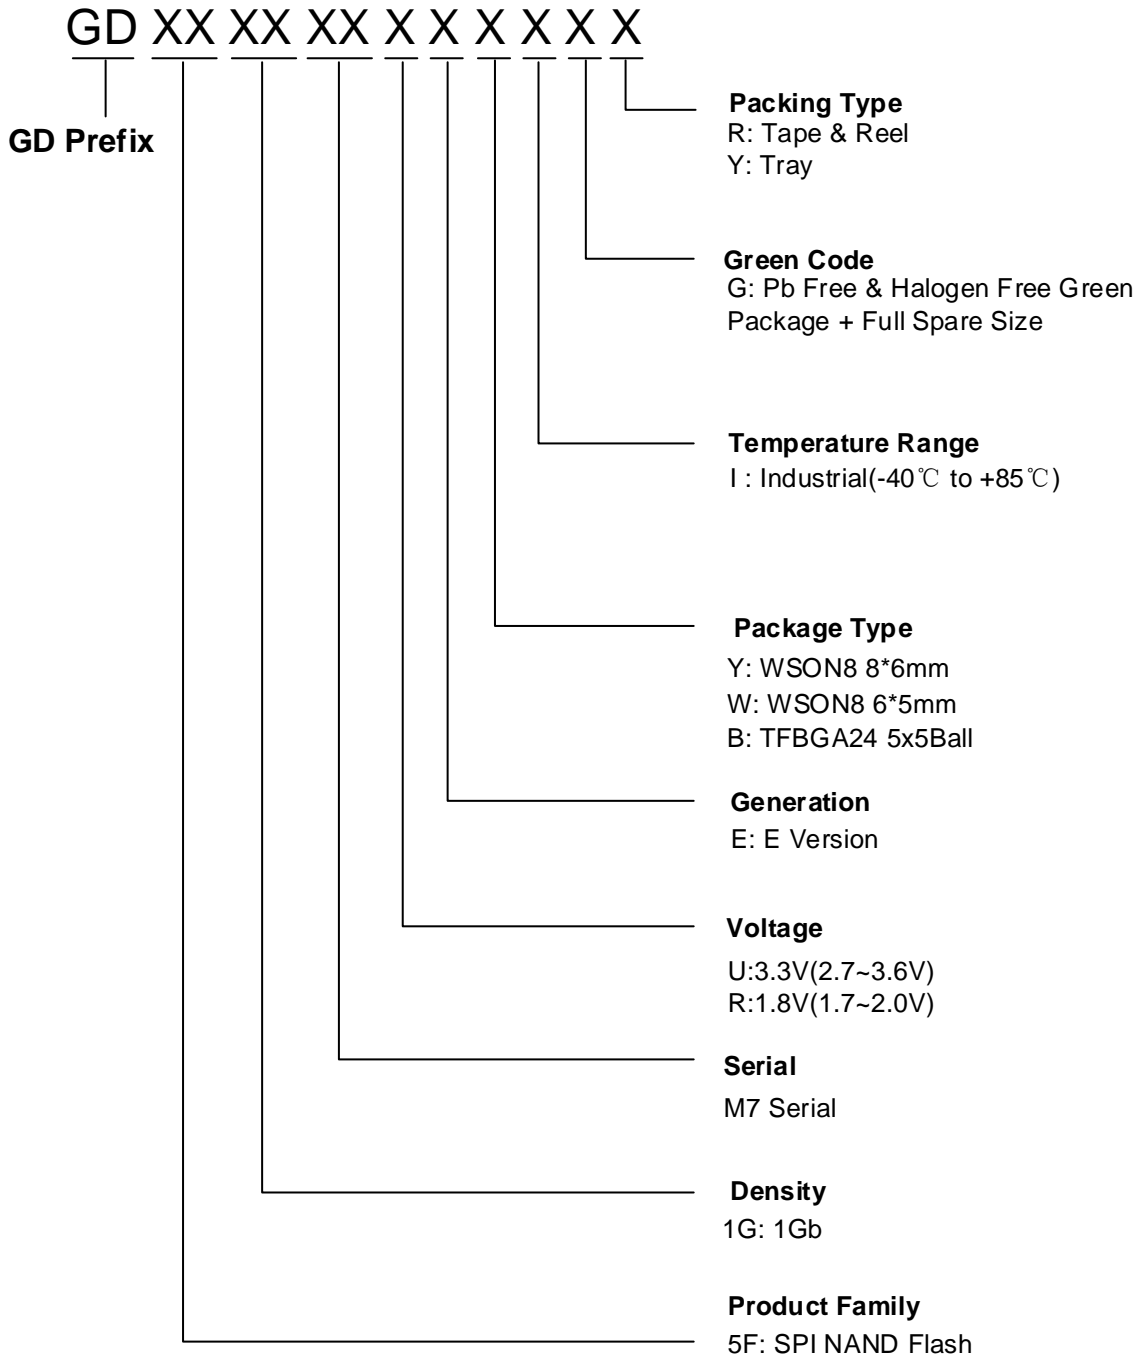 GD XX XX XX X X X X X X
GD Prefix
Packing Type
R: Tape & Reel
Y: Tray
Green Code
G: Pb Free & Halogen Free Green
Package + Full Spare Size
Temperature Range
I : Industrial(-40℃ to +85℃)
Package Type
Y: WSON8 8*6mm
W: WSON8 6*5mm
B: TFBGA24 5x5Ball
Generation
E: E Version
Voltage
U:3.3V(2.7~3.6V)
R:1.8V(1.7~2.0V)
Serial
M7 Serial
Density
1G: 1Gb
Product Family
5F: SPI NAND Flash